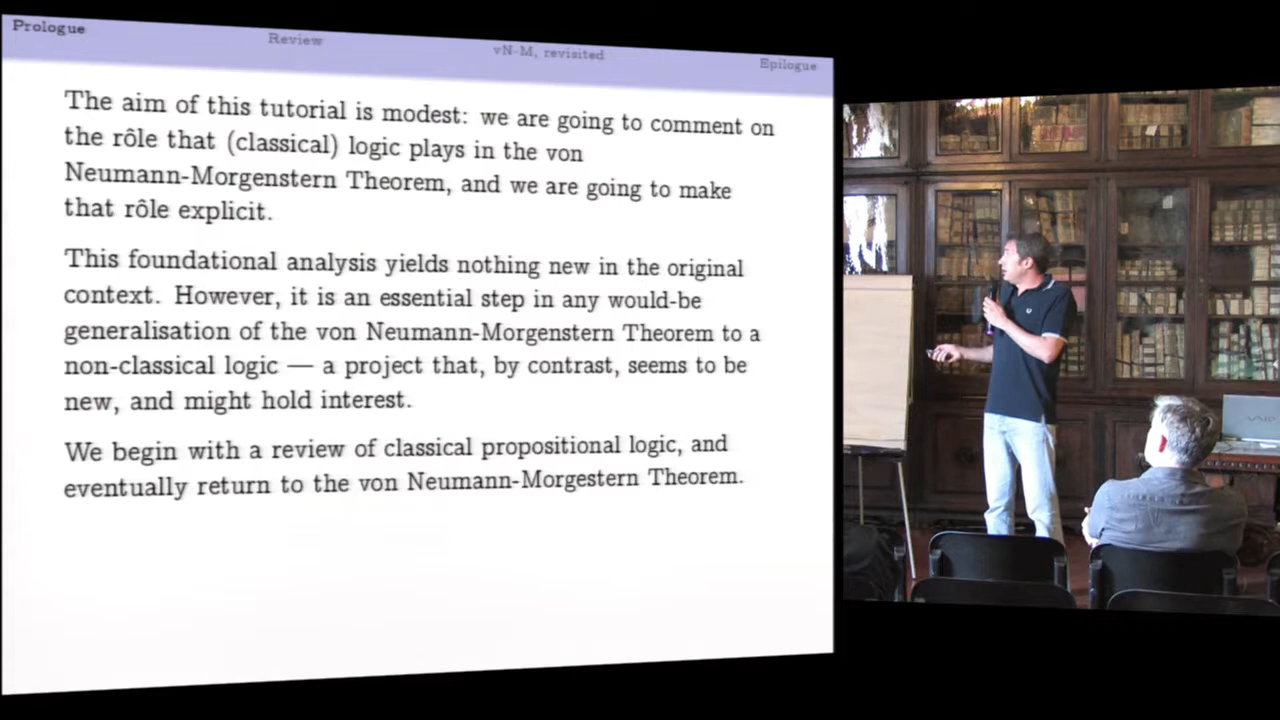 Prologue
Review
vN-M, revisited
Epilogue
The aim of this tutorial is modest: we are going to comment on
the rôle that (classical) logic plays in the von
Neumann-Morgenstern Theorem, and we are going to make
that rôle explicit.
This foundational analysis yields nothing new in the original
context. However, it is an essential step in any would-be
generalisation of the von Neumann-Morgenstern Theorem to a
non-classical logic — a project that, by contrast, seems to be
new, and might hold interest.
We begin with a review of classical propositional logic, and
eventually return to the von Neumann-Morgestern Theorem.
VAIO